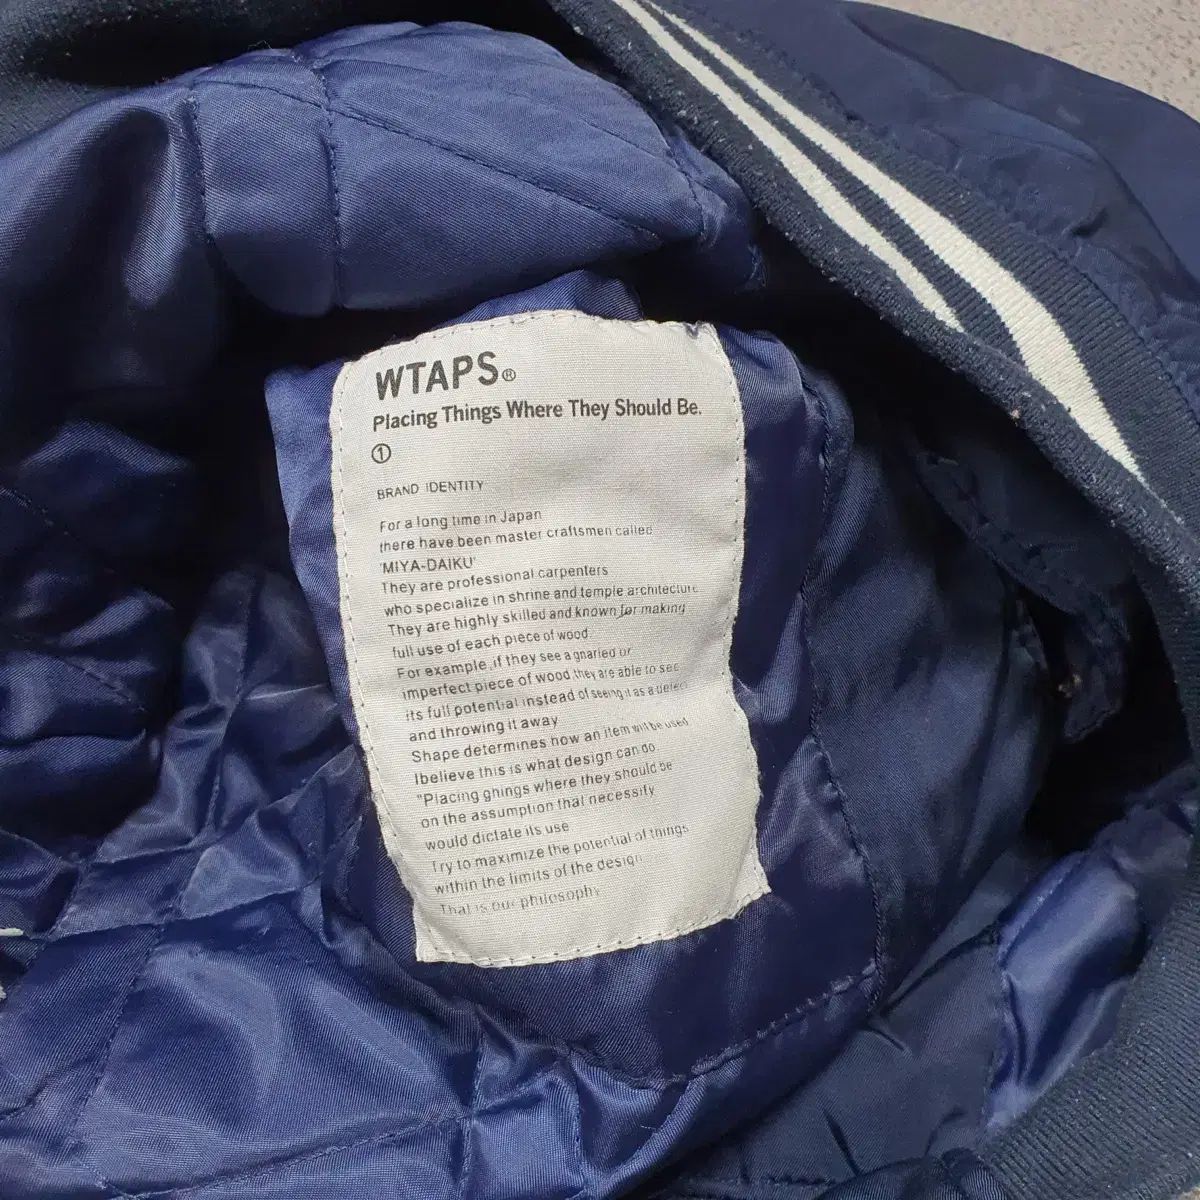 WTAPS®
Placing Things Where They Should Be.
①
BRAND IDENTITY
For a long time in Japan
there have been master craftsmen called
'MIYA-DAIKU'
They are professional carpenters
who specialize in shrine and temple architecture
They are highly skilled and known for making
full use of each piece of wood
For example,if they see a gnarled or
imperfect piece of wood,they are able to see
its full potential instead of seeing it as a defect
and throwing it away
Shape determines how an item will be used
Ibelieve this is what design can do
"Placing gnings where they should be
on the assumption that necessity
would dictate its use
Try to maximize the potential of things
within the limits of the design
That is our philosophy